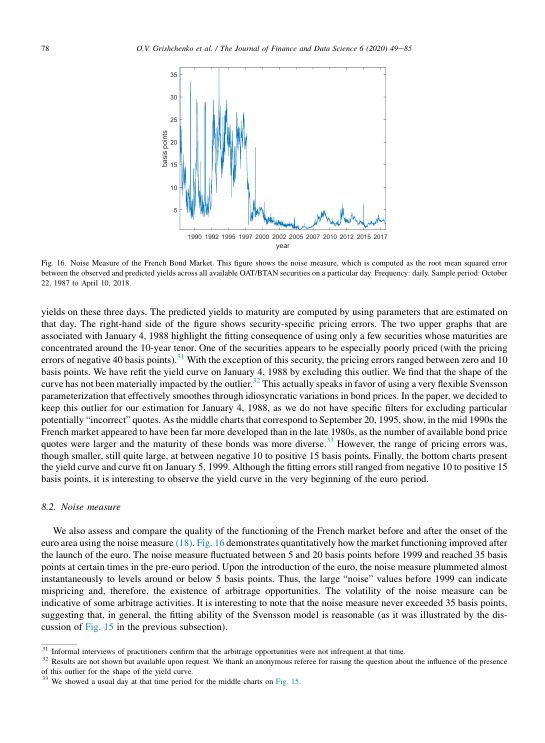 78
O.V. Grishchenko et al. / The Journal of Finance and Data Science 6 (2020) 49—85
35
30
25
20
15
10
5
basis points
1990 1992 1995 1997 2000 2002 2005 2007 2010 2012 2015 2017
year
Fig. 16. Noise Measure of the French Bond Market. This figure shows the noise measure, which is computed as the root mean squared error
between the observed and predicted yields across all available OAT/BTAN securities on a particular day. Frequency: daily. Sample period: October
22, 1987 to April 10, 2018.
yields on these three days. The predicted yields to maturity are computed by using parameters that are estimated on
that day. The right-hand side of the figure shows security-specific pricing errors. The two upper graphs that are
associated with January 4, 1988 highlight the fitting consequence of using only a few securities whose maturities are
concentrated around the 10-year tenor. One of the securities appears to be especially poorly priced (with the pricing
errors of negative 40 basis points).31 With the exception of this security, the pricing errors ranged between zero and 10
basis points. We have refit the yield curve on January 4, 1988 by excluding this outlier. We find that the shape of the
curve has not been materially impacted by the outlier.32 This actually speaks in favor of using a very flexible Svensson
parameterization that effectively smoothes through idiosyncratic variations in bond prices. In the paper, we decided to
keep this outlier for our estimation for January 4, 1988, as we do not have specific filters for excluding particular
potentially “incorrect” quotes. As the middle charts that correspond to September 20, 1995, show, in the mid 1990s the
French market appeared to have been far more developed than in the late 1980s, as the number of available bond price
quotes were larger and the maturity of these bonds was more diverse.33 However, the range of pricing errors was,
though smaller, still quite large, at between negative 10 to positive 15 basis points. Finally, the bottom charts present
the yield curve and curve fit on January 5, 1999. Although the fitting errors still ranged from negative 10 to positive 15
basis points, it is interesting to observe the yield curve in the very beginning of the euro period.
8.2. Noise measure
We also assess and compare the quality of the functioning of the French market before and after the onset of the
euro area using the noise measure (18). Fig. 16 demonstrates quantitatively how the market functioning improved after
the launch of the euro. The noise measure fluctuated between 5 and 20 basis points before 1999 and reached 35 basis
points at certain times in the pre-euro period. Upon the introduction of the euro, the noise measure plummeted almost
instantaneously to levels around or below 5 basis points. Thus, the large “noise” values before 1999 can indicate
mispricing and, therefore, the existence of arbitrage opportunities. The volatility of the noise measure can be
indicative of some arbitrage activities. It is interesting to note that the noise measure never exceeded 35 basis points,
suggesting that, in general, the fitting ability of the Svensson model is reasonable (as it was illustrated by the dis-
cussion of Fig. 15 in the previous subsection).
31 Informal interviews of practitioners confirm that the arbitrage opportunities were not infrequent at that time.
32 Results are not shown but available upon request. We thank an anonymous referee for raising the question about the influence of the presence
of this outlier for the shape of the yield curve.
33 We showed a usual day at that time period for the middle charts on Fig. 15.